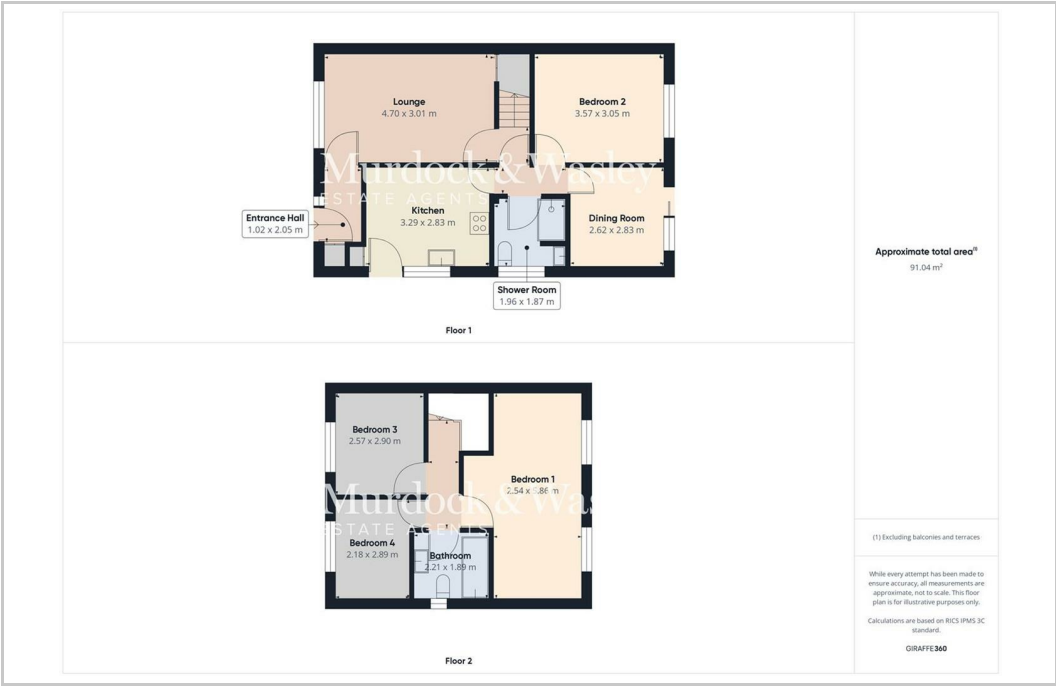 Lounge
4.70 x 3.01 m
Bedroom 2
3.57 x 3.05 m
Murdock & Wasley
ESTATE AGENTS
Entrance Hall
1.02 x 2.05 m
Kitchen
3.29 x 2.83 m
Dining Room
2.62 x 2.83 m
Shower Room
1.96 x 1.87 m
Floor 1
Approximate total area(1)
91.04 m²
Bedroom 3
2.57 x 2.90 m
Bedroom 1
2.54 x 5.86 m
Murdock & Was
ESTATE AGENTS
Bedroom 4
2.18 x 2.89 m
Bathroom
2.21 x 1.89 m
Floor 2
(1) Excluding balconies and terraces
While every attempt has been made to
ensure accuracy, all measurements are
approximate, not to scale. This floor
plan is for illustrative purposes only.
Calculations are based on RICS IPMS 3C
standard.
GIRAFFE360